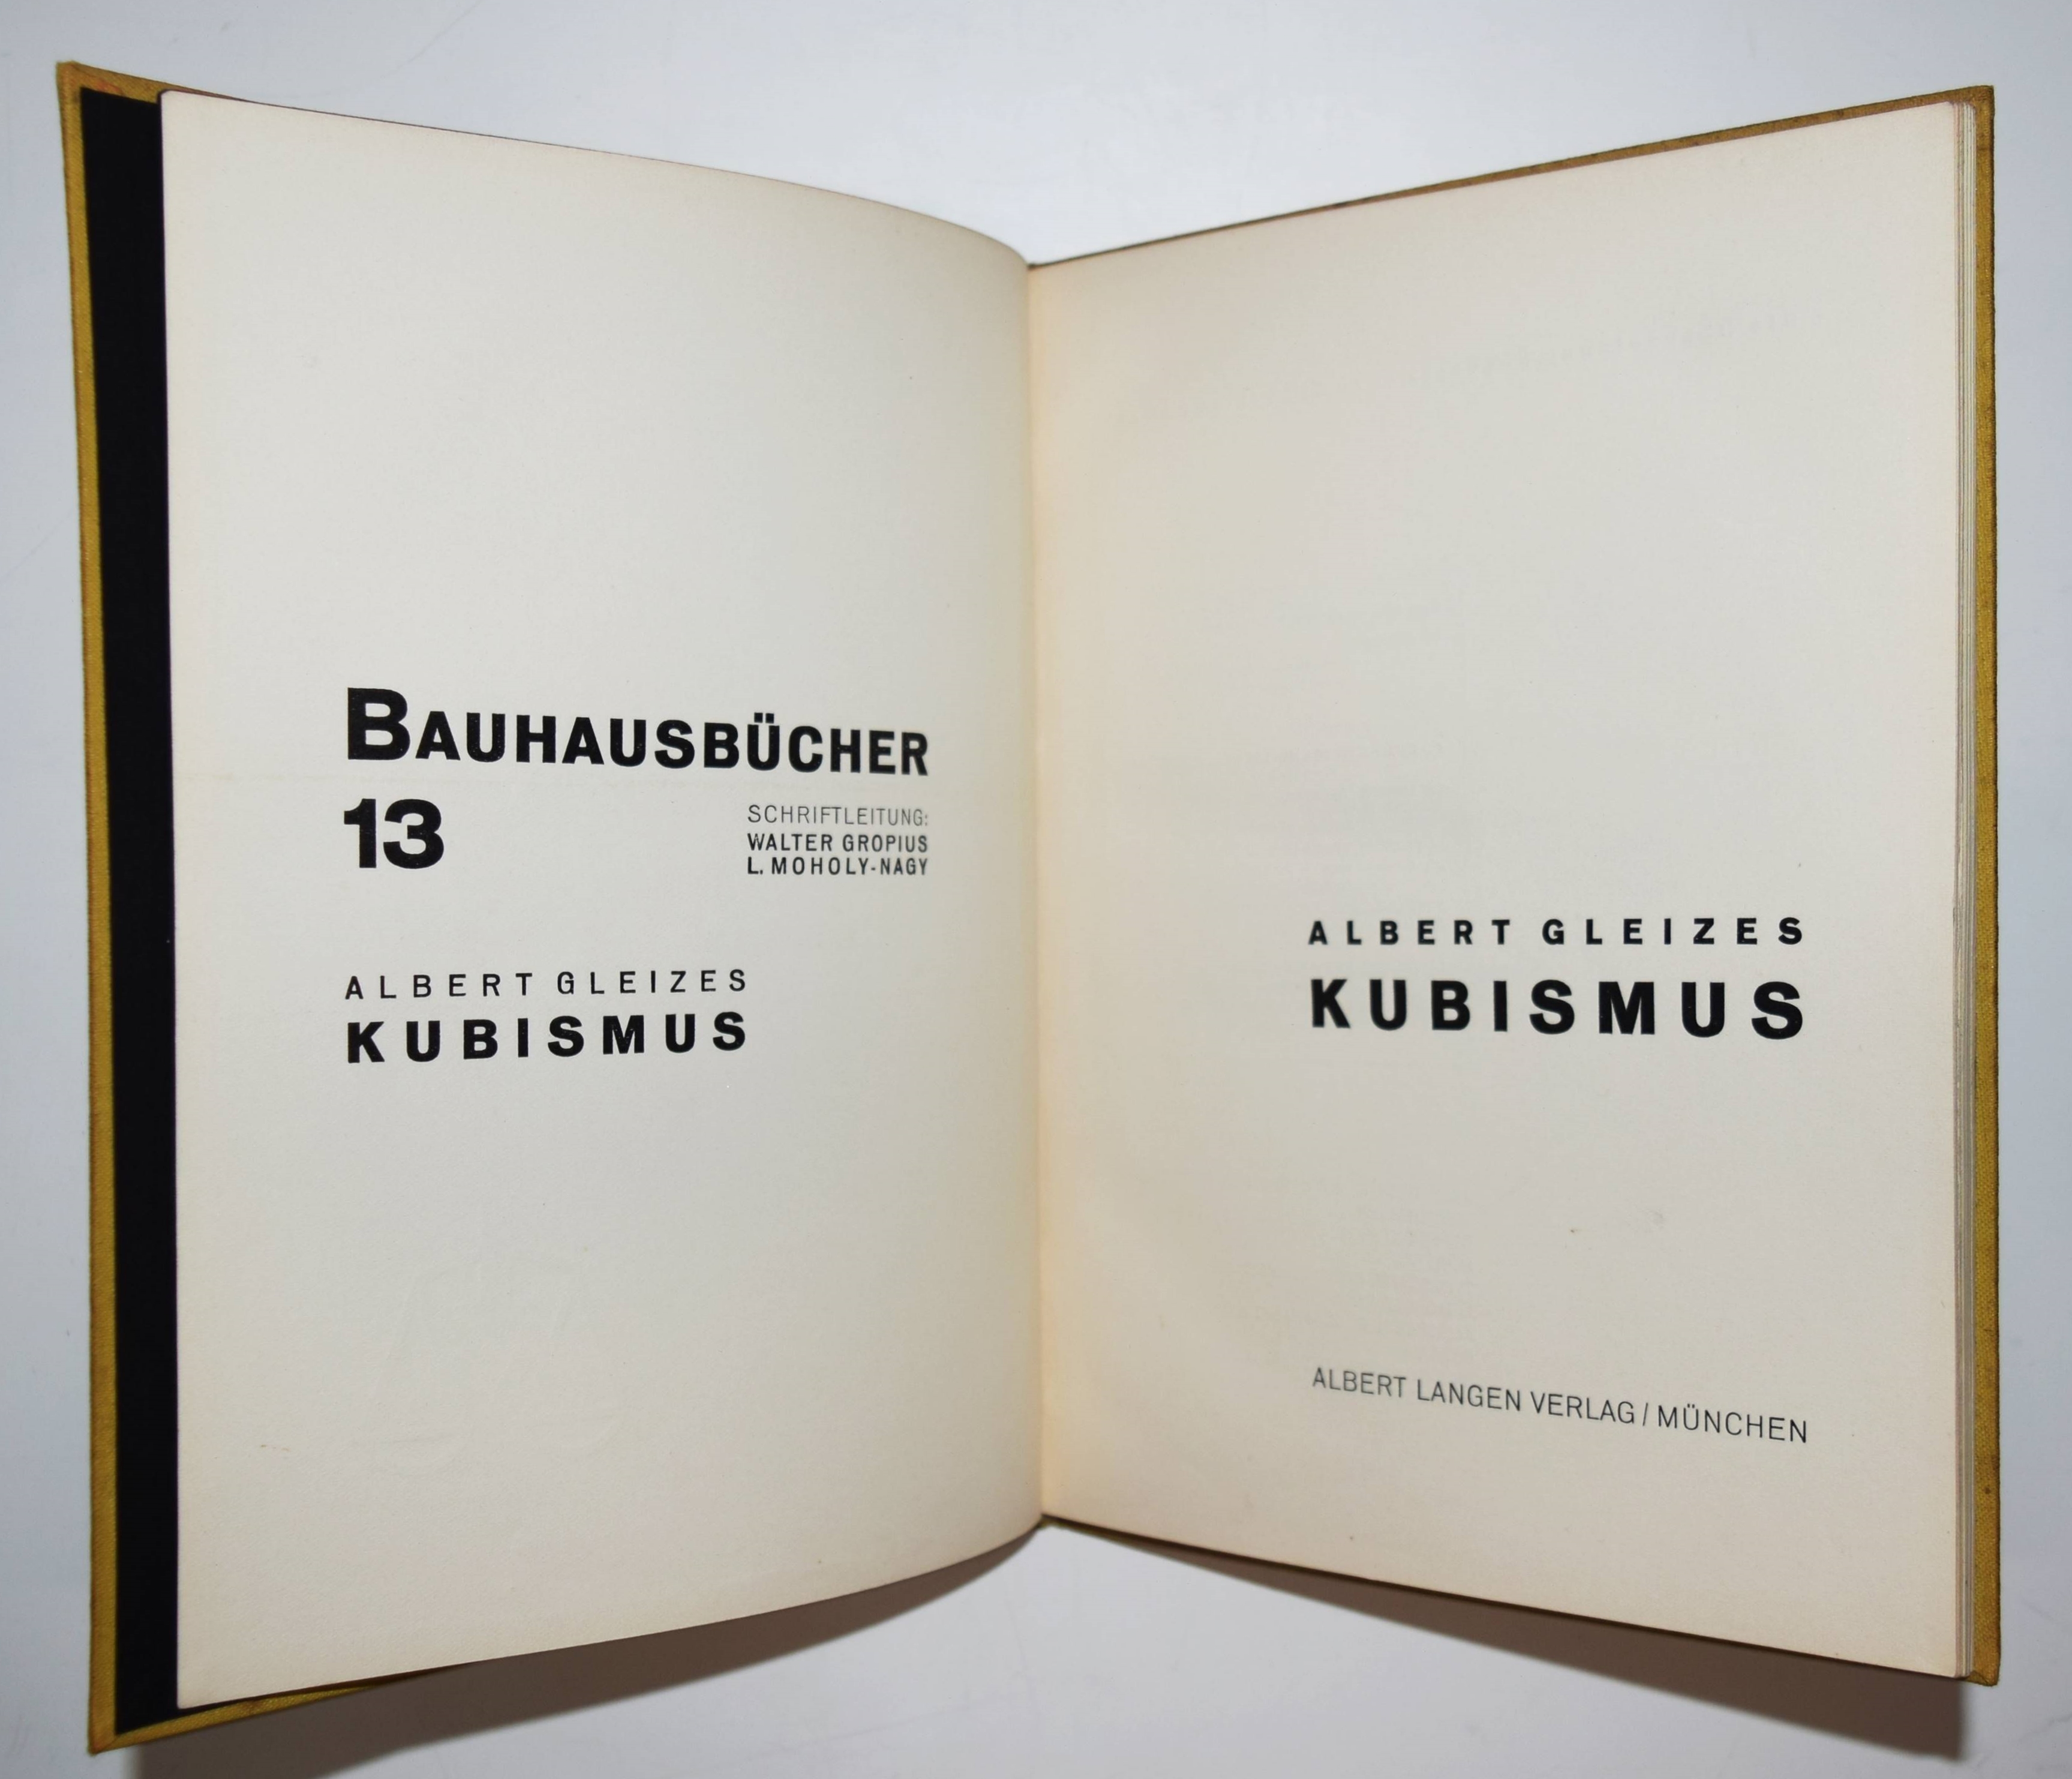 BAUHAUSBÜCHER
13
SCHRIFTLEITUNG:
WALTER GROPIUS
L. MOHOLY-NAGY
ALBERT GLEIZES
KUBISMUS
ALBERT GLEIZES
KUBISMUS
ALBERT LANGEN VERLAG / MÜNCHEN